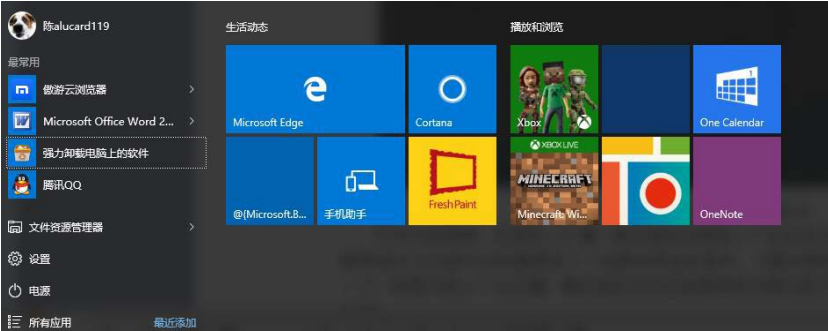 陈alucard119
最常用
傲游云浏览器
Microsoft Office Word 2...
强力卸载电脑上的软件
腾讯QQ
文件资源管理器
设置
电源
所有应用
最近添加
生活动态
Microsoft Edge
Cortana
@{Microsoft.B...
手机助手
Fresh Paint
播放和浏览
Xbox
One Calendar
XBOX LIVE
MINECRAFT
Minecraft: Wi...
OneNote